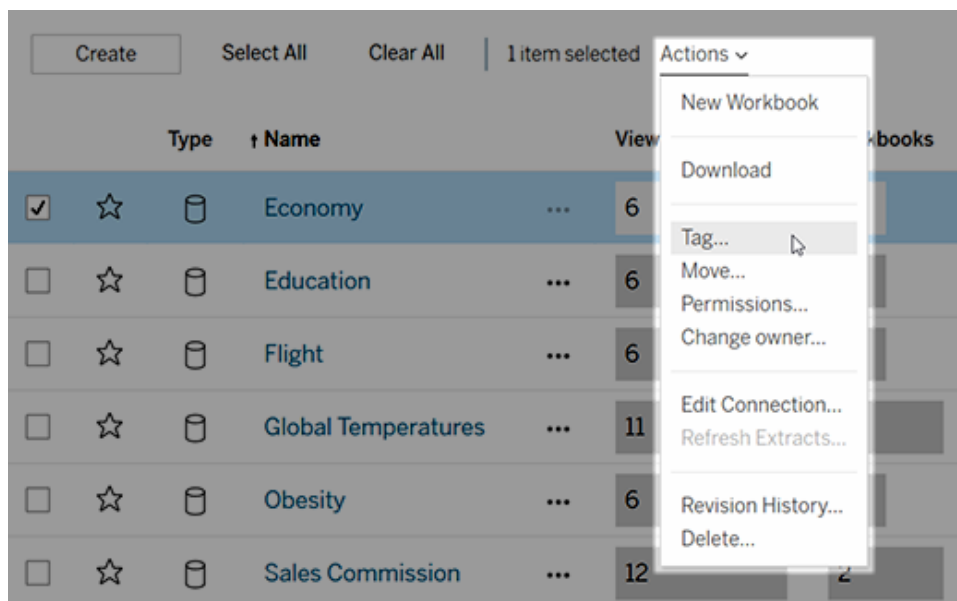 Create Select All Clear All 1 item selected Actions
New Workbook
Type ↑ Name View kbooks
Download
Economy ... 6
Tag...
Move...
Education ... 6
Permissions...
Change owner...
Flight ... 6
Edit Connection...
Global Temperatures ... 11
Refresh Extracts...
Obesity ... 6
Revision History...
Delete...
Sales Commission ... 12 2